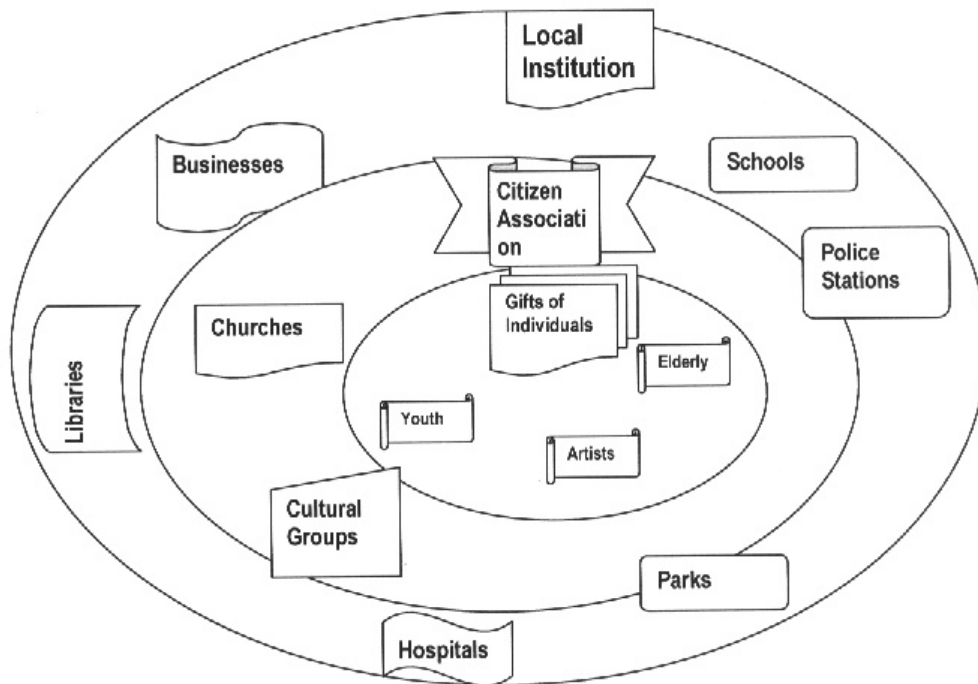 Local
Institution
Businesses
Schools
Citizen
Associati
on
Police
Stations
Gifts of
Individuals
Churches
Elderly
Libraries
Youth
Artists
Cultural
Groups
Parks
Hospitals